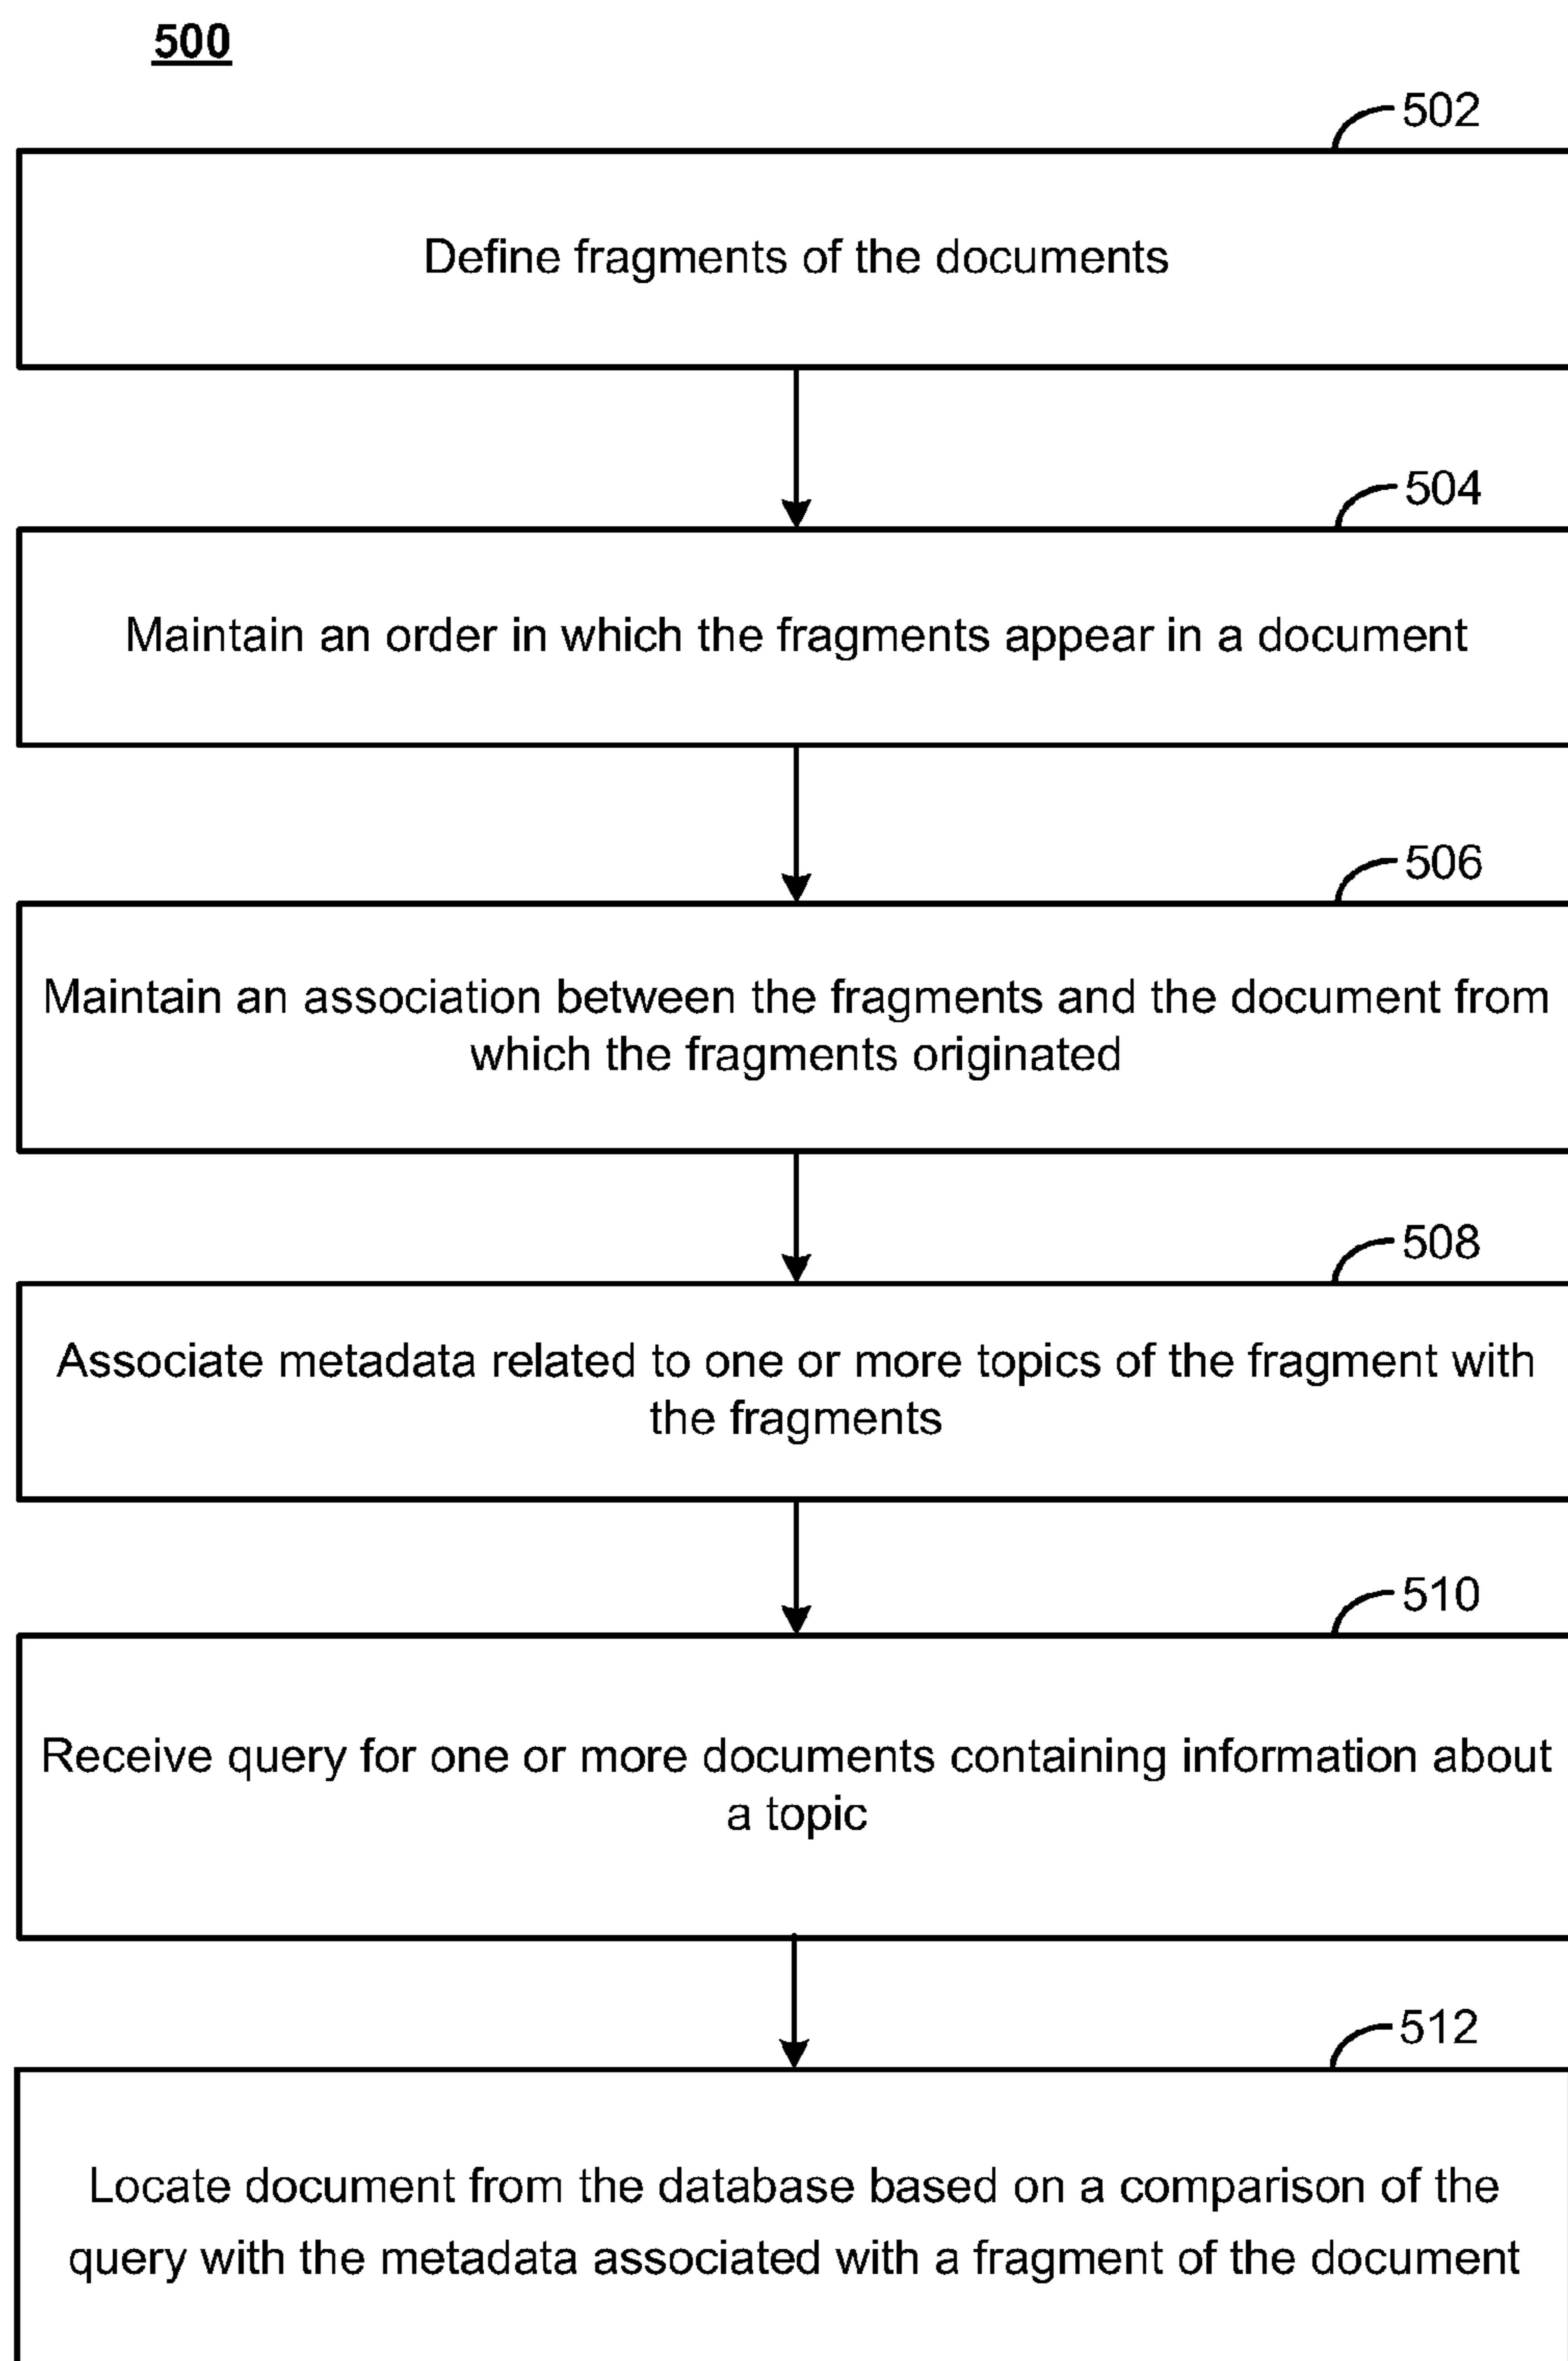 500
502
Define fragments of the documents
504
Maintain an order in which the fragments appear in a document
506
Maintain an association between the fragments and the document from
which the fragments originated
508
Associate metadata related to one or more topics of the fragment with
the fragments
510
Receive query for one or more documents containing information about
a topic
512
Locate document from the database based on a comparison of the
query with the metadata associated with a fragment of the document